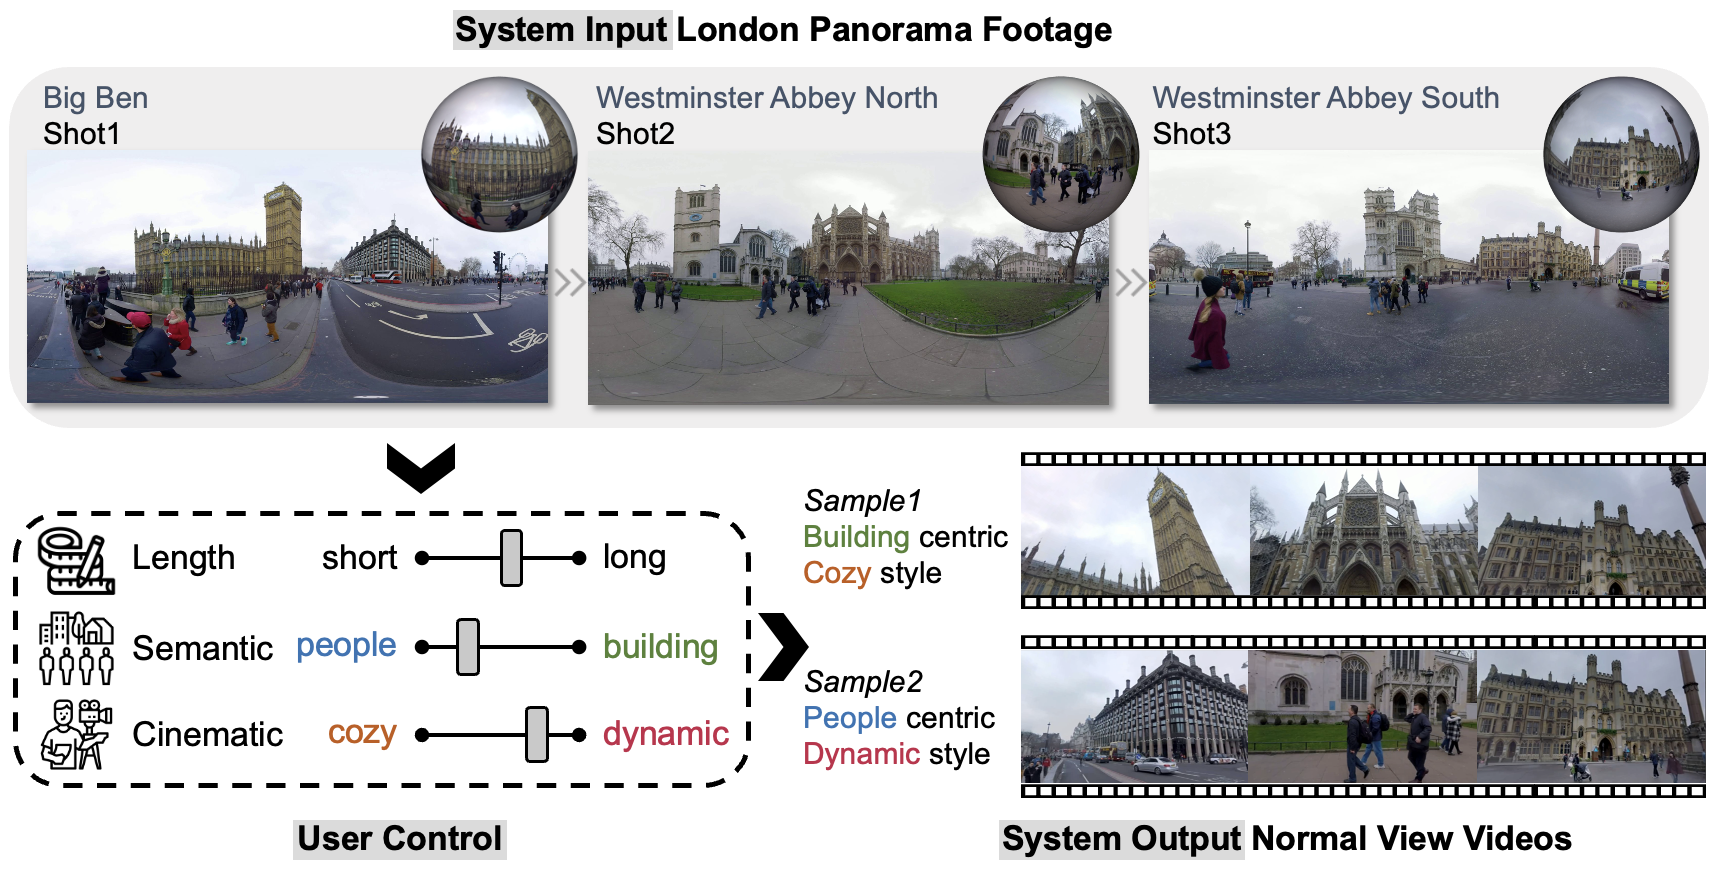 System Input London Panorama Footage
Big Ben
Shot1
Westminster Abbey North
Shot2
Westminster Abbey South
Shot3
Length short long
Semantic people building
Cinematic cozy dynamic
User Control
Sample1
Building centric
Cozy style
Sample2
People centric
Dynamic style
System Output Normal View Videos